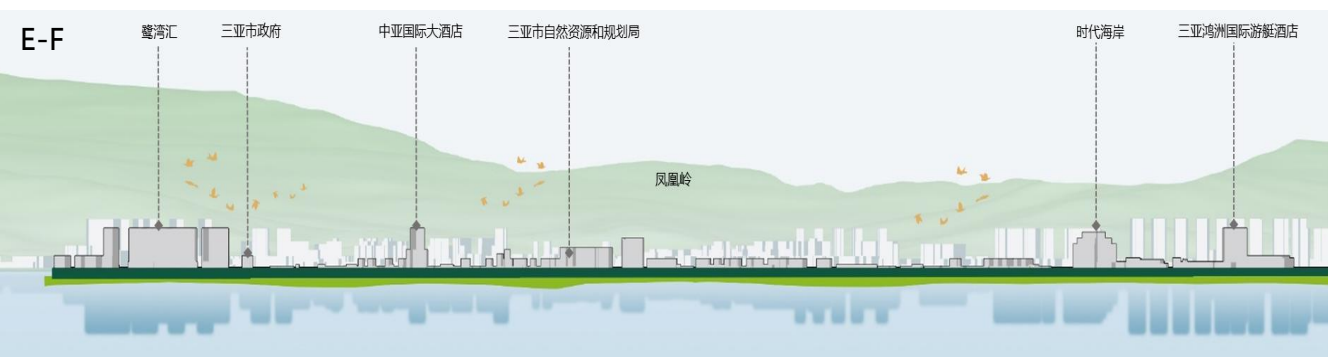 E-F
鹭湾汇
三亚市政府
中亚国际大酒店
三亚市自然资源和规划局
时代海岸
三亚鸿洲国际游艇酒店
凤凰岭